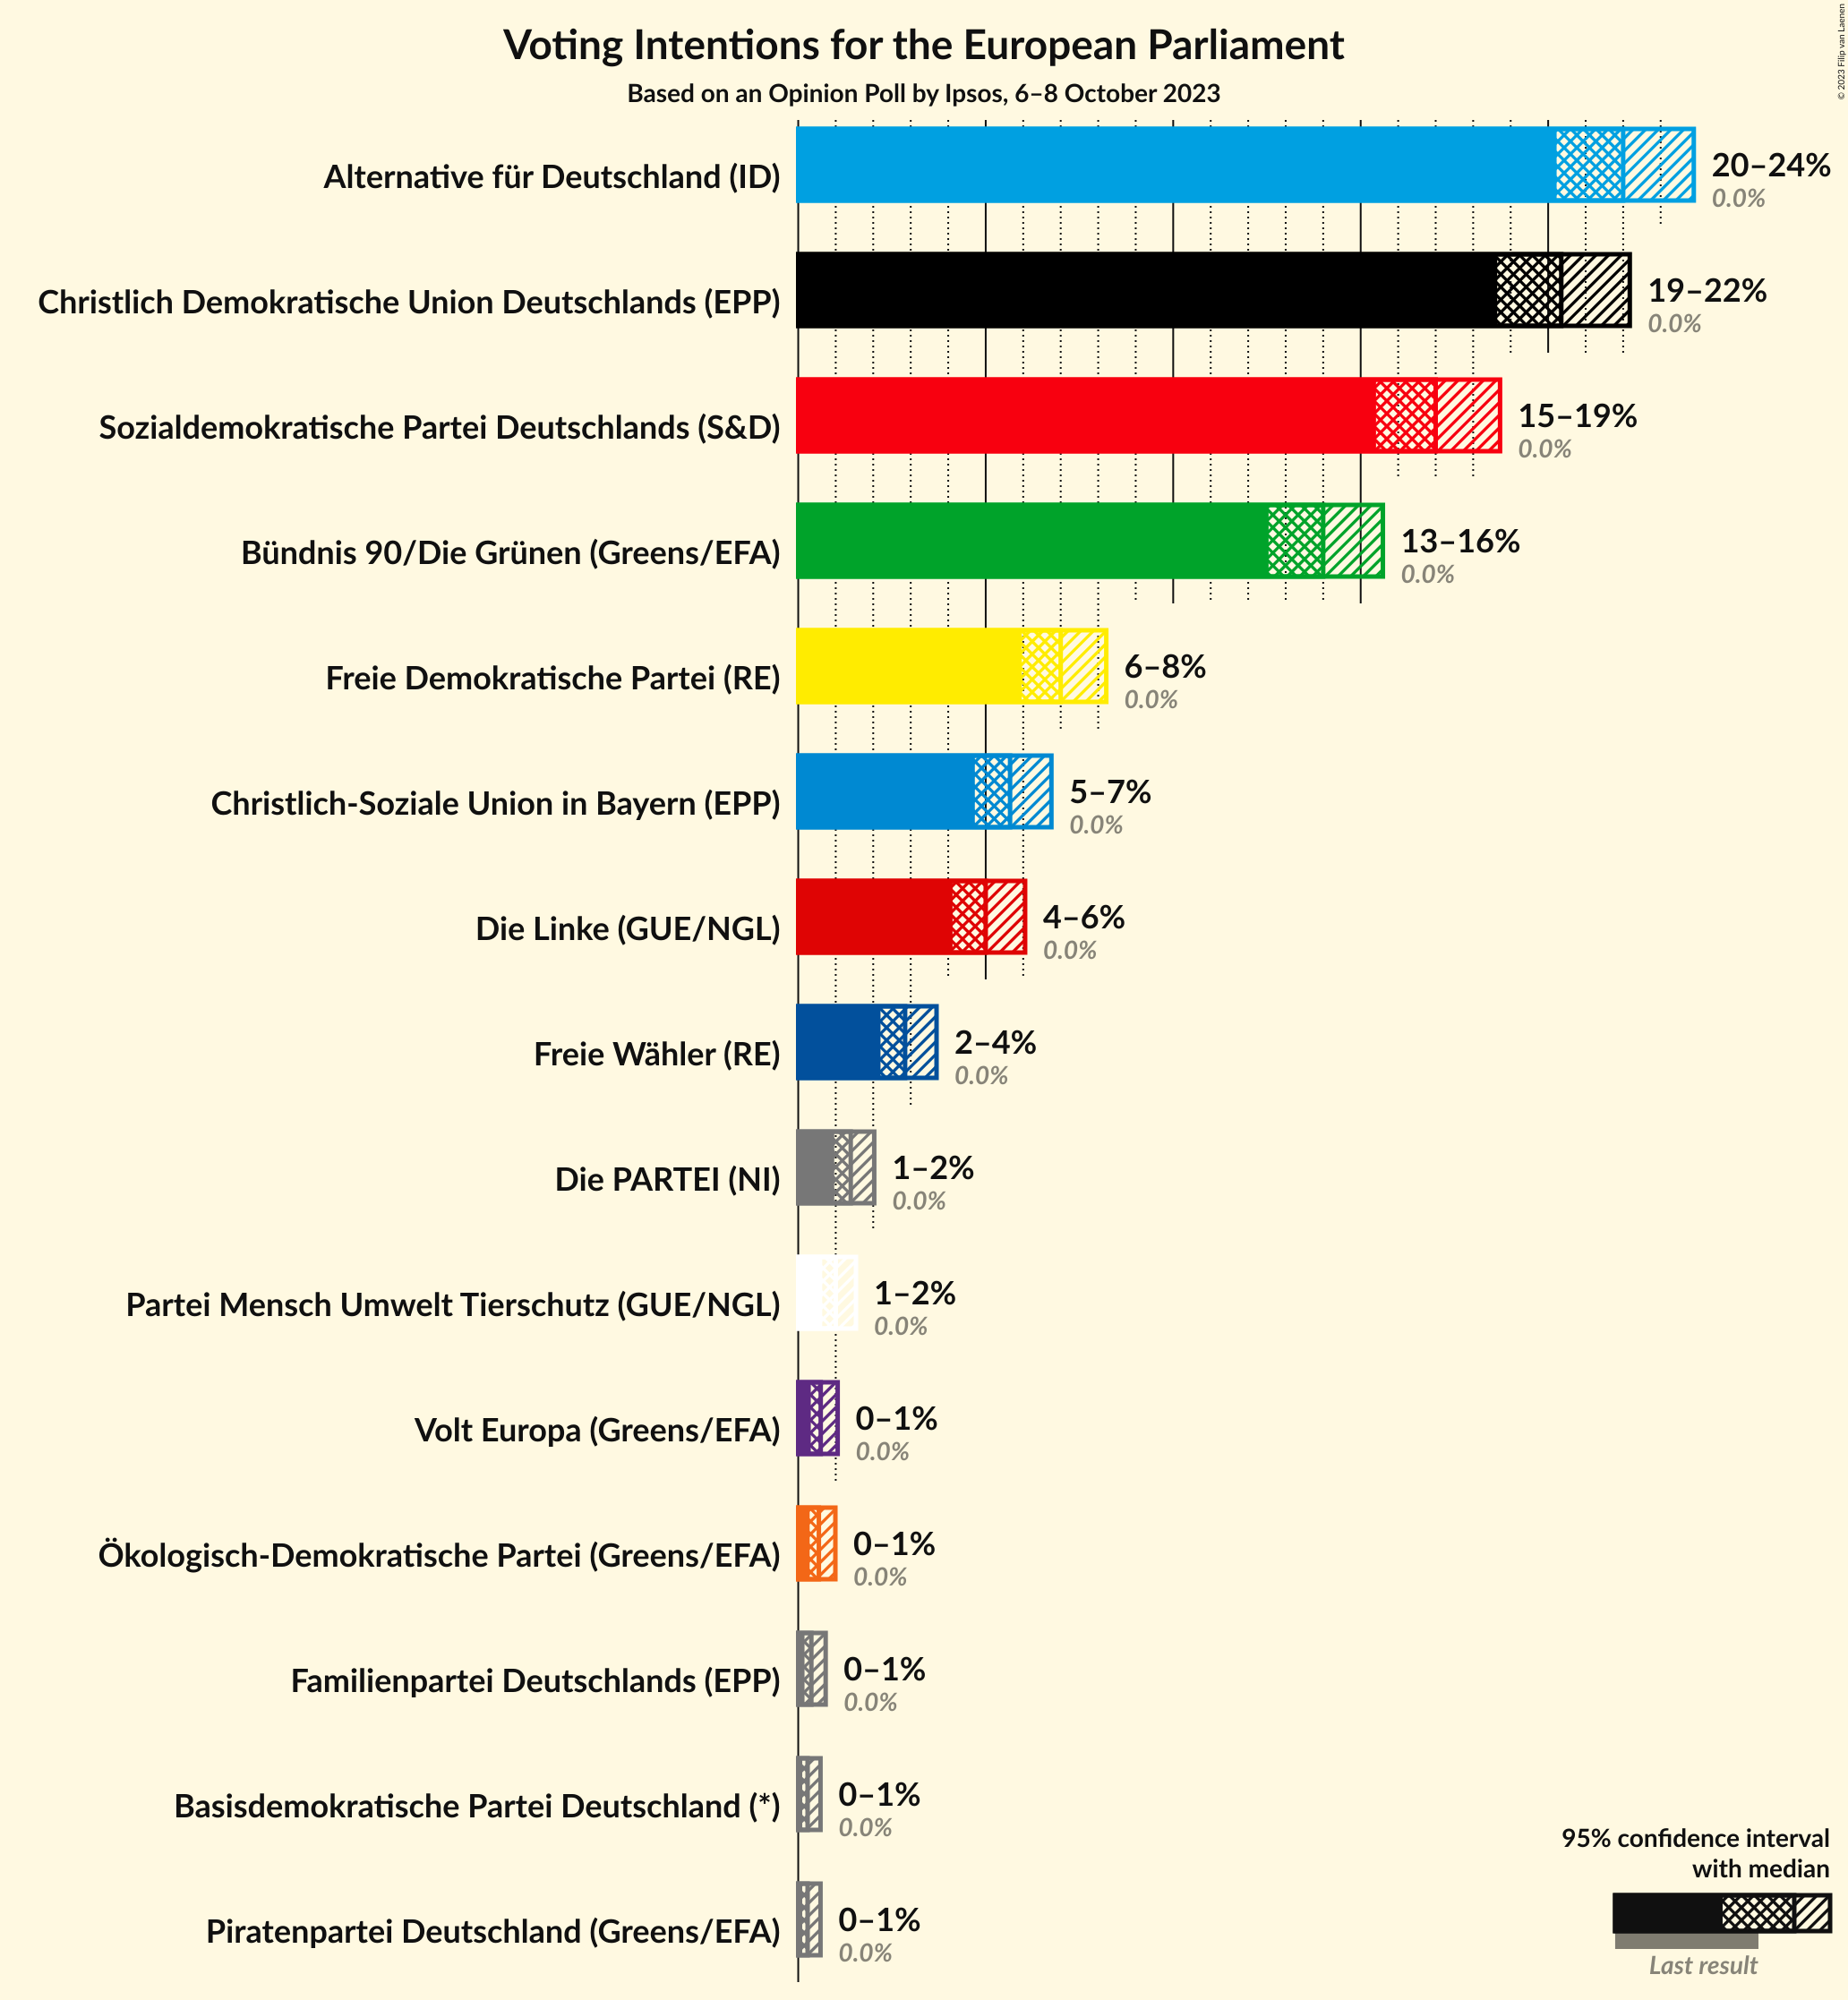 Voting Intentions for the European Parliament
Based on an Opinion Poll by Ipsos, 6–8 October 2023
© 2023 Filip van Laenen
Alternative für Deutschland (ID)
20–24%
0.0%
Christlich Demokratische Union Deutschlands (EPP)
19–22%
0.0%
Sozialdemokratische Partei Deutschlands (S&D)
15–19%
0.0%
Bündnis 90/Die Grünen (Greens/EFA)
13–16%
0.0%
Freie Demokratische Partei (RE)
6–8%
0.0%
Christlich-Soziale Union in Bayern (EPP)
5–7%
0.0%
Die Linke (GUE/NGL)
4–6%
0.0%
Freie Wähler (RE)
2–4%
0.0%
Die PARTEI (NI)
1–2%
0.0%
Partei Mensch Umwelt Tierschutz (GUE/NGL)
1–2%
0.0%
Volt Europa (Greens/EFA)
0–1%
0.0%
Ökologisch-Demokratische Partei (Greens/EFA)
0–1%
0.0%
Familienpartei Deutschlands (EPP)
0–1%
0.0%
Basisdemokratische Partei Deutschland (*)
0–1%
0.0%
Piratenpartei Deutschland (Greens/EFA)
0–1%
0.0%
95% confidence interval
with median
Last result